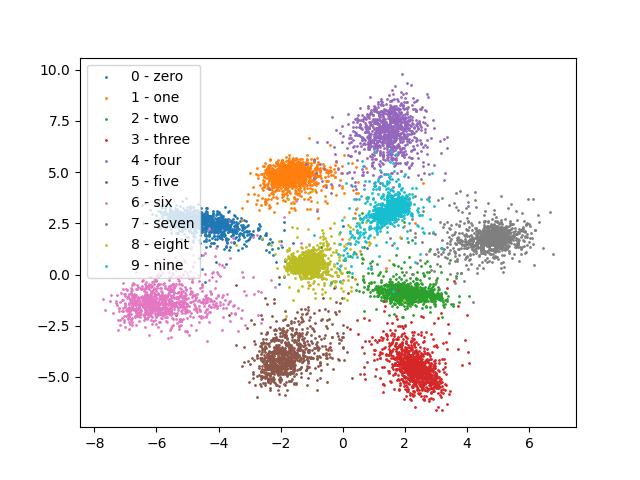 10.0
7.5
5.0
2.5
0.0
−2.5
−5.0
0 - zero
1 - one
2 - two
3 - three
4 - four
5 - five
6 - six
7 - seven
8 - eight
9 - nine
−8 −6 −4 −2 0 2 4 6